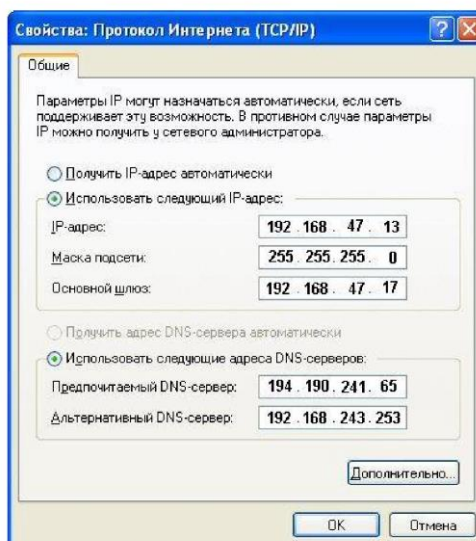 Свойства: Протокол Интернета (TCP/IP)
Общие
Параметры IP могут назначаться автоматически, если сеть
поддерживает эту возможность. В противном случае параметры
IP можно получить у сетевого администратора.
Получить IP-адрес автоматически
Использовать следующий IP-адрес:
IP-адрес: 192 . 168 . 47 . 13
Маска подсети: 255 . 255 . 255 . 0
Основной шлюз: 192 . 168 . 47 . 17
Получить адрес DNS-сервера автоматически
Использовать следующие адреса DNS-серверов:
Предпочитаемый DNS-сервер: 194 . 190 . 241 . 65
Альтернативный DNS-сервер: 192 . 168 . 243 . 253
Дополнительно...
OK Отмена